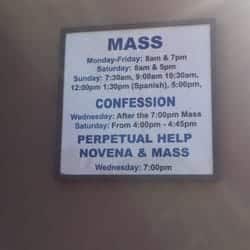 MASS
Monday-Friday: 8am & 7pm
Saturday: 8am & 5pm
Sunday: 7:30am, 9:00am 10:30am,
12:00pm 1:30pm (Spanish), 5:00pm,
CONFESSION
Wednesday: After the 7:00pm Mass
Saturday: From 4:00pm - 4:45pm
PERPETUAL HELP
NOVENA & MASS
Wednesday: 7:00pm